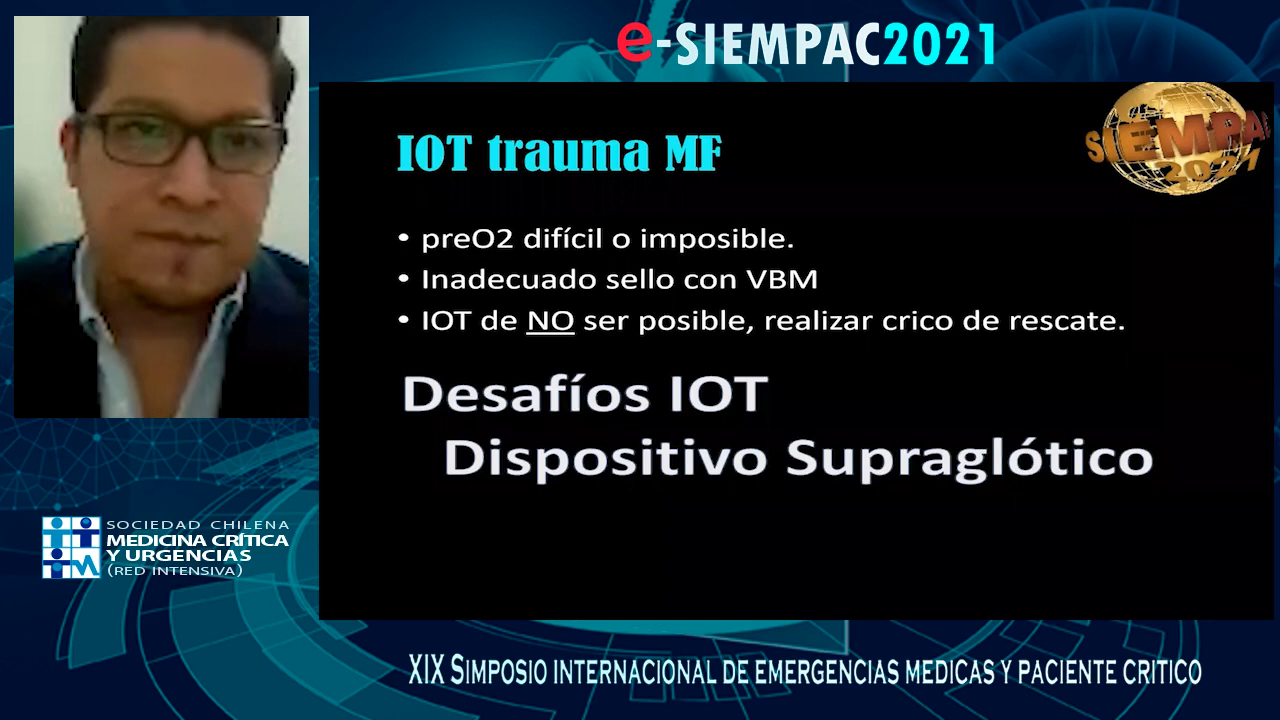 e-SIEMPAC2021
SIEMPAC
2021
IOT trauma MF
• preO2 difícil o imposible.
• Inadecuado sello con VBM
• IOT de NO ser posible, realizar crico de rescate.
Desafíos IOT
Dispositivo Supraglótico
SOCIEDAD CHILENA
MEDICINA CRÍTICA
Y URGENCIAS
(RED INTENSIVA)
XIX SIMPOSIO INTERNACIONAL DE EMERGENCIAS MEDICAS Y PACIENTE CRITICO